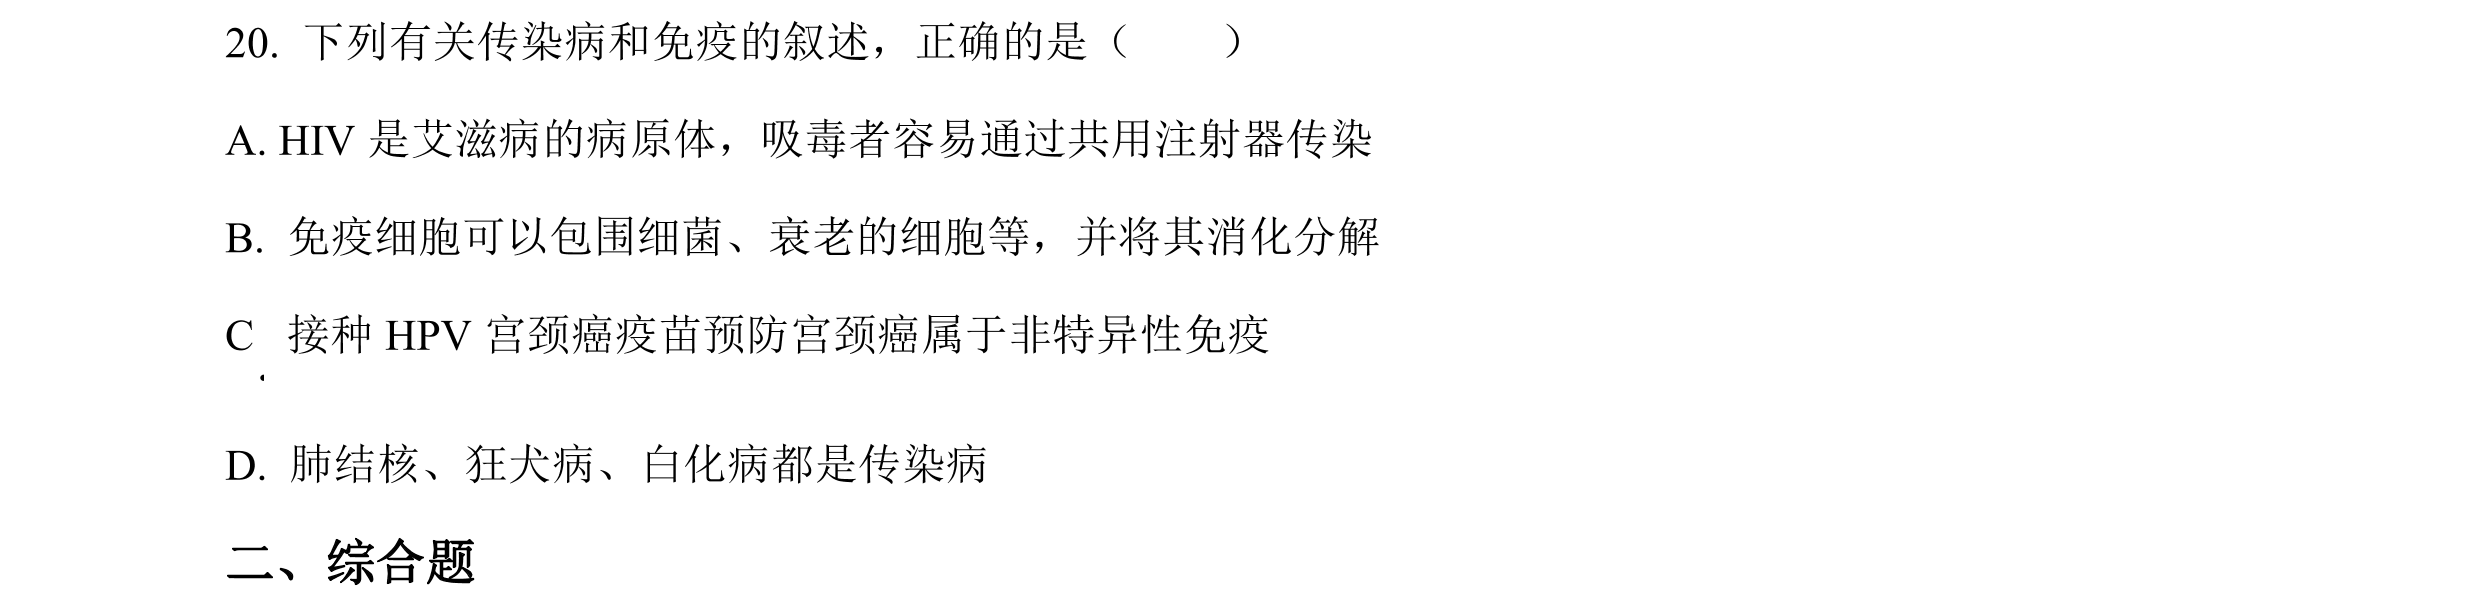 20. 下列有关传染病和免疫的叙述，正确的是（　　）
A. HIV 是艾滋病的病原体，吸毒者容易通过共用注射器传染
B. 免疫细胞可以包围细菌、衰老的细胞等，并将其消化分解
C. 接种 HPV 宫颈癌疫苗预防宫颈癌属于非特异性免疫
D. 肺结核、狂犬病、白化病都是传染病
二、综合题